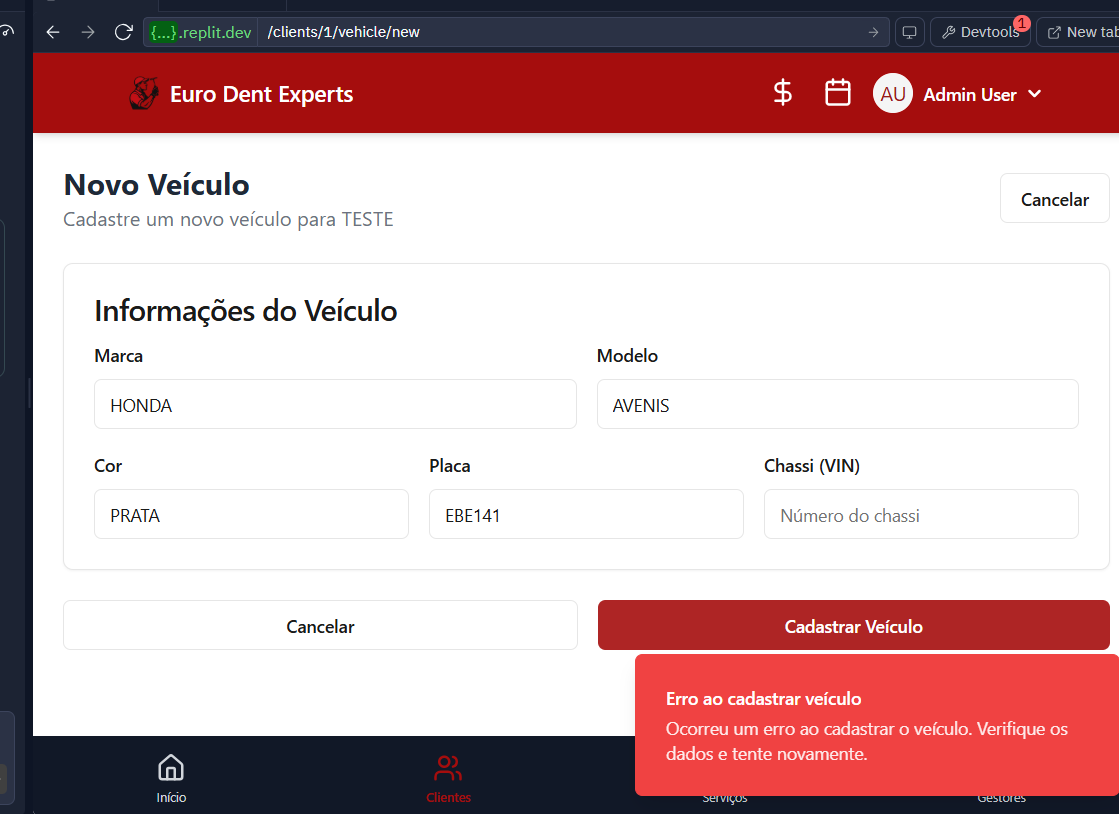 {...}.replit.dev /clients/1/vehicle/new
Devtools 1
New tab
Euro Dent Experts
AU Admin User
Novo Veículo
Cadastre um novo veículo para TESTE
Cancelar
Informações do Veículo
Marca
Modelo
HONDA
AVENIS
Cor
Placa
Chassi (VIN)
PRATA
EBE141
Número do chassi
Cancelar
Cadastrar Veículo
Erro ao cadastrar veículo
Ocorreu um erro ao cadastrar o veículo. Verifique os
dados e tente novamente.
Início
Clientes
Serviços
Gestores